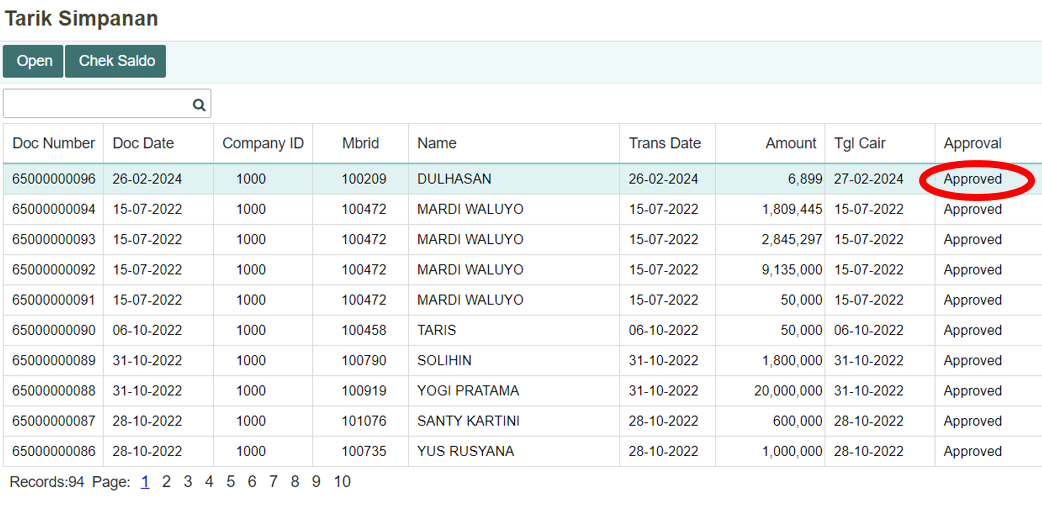 Tarik Simpanan
Open Chek Saldo
Doc Number Doc Date Company ID Mbrid Name Trans Date Amount Tgl Cair Approval
65000000096 26-02-2024 1000 100209 DULHASAN 26-02-2024 6,899 27-02-2024 Approved
65000000094 15-07-2022 1000 100472 MARDI WALUYO 15-07-2022 1,809,445 15-07-2022 Approved
65000000093 15-07-2022 1000 100472 MARDI WALUYO 15-07-2022 2,845,297 15-07-2022 Approved
65000000092 15-07-2022 1000 100472 MARDI WALUYO 15-07-2022 9,135,000 15-07-2022 Approved
65000000091 15-07-2022 1000 100472 MARDI WALUYO 15-07-2022 50,000 15-07-2022 Approved
65000000090 06-10-2022 1000 100458 TARIS 06-10-2022 50,000 06-10-2022 Approved
65000000089 31-10-2022 1000 100790 SOLIHIN 31-10-2022 1,800,000 31-10-2022 Approved
65000000088 31-10-2022 1000 100919 YOGI PRATAMA 31-10-2022 20,000,000 31-10-2022 Approved
65000000087 28-10-2022 1000 101076 SANTY KARTINI 28-10-2022 600,000 28-10-2022 Approved
65000000086 28-10-2022 1000 100735 YUS RUSYANA 28-10-2022 1,000,000 28-10-2022 Approved
Records:94 Page: 1 2 3 4 5 6 7 8 9 10